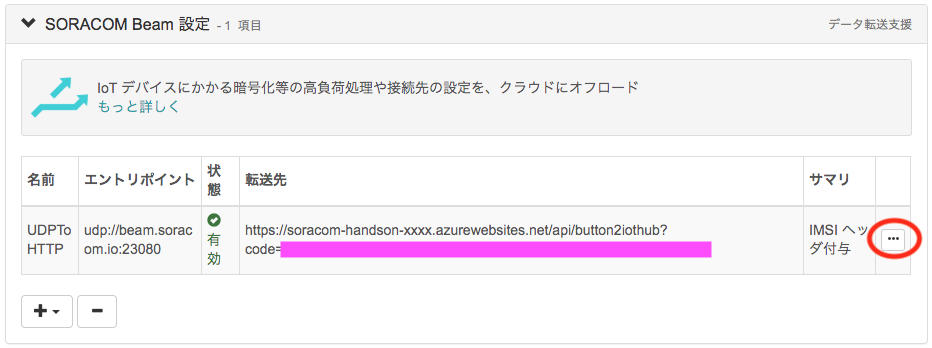 SORACOM Beam 設定 - 1 項目
データ転送支援
IoT デバイスにかかる暗号化等の高負荷処理や接続先の設定を、クラウドにオフロード
もっと詳しく
名前 エントリポイント 状態 転送先 サマリ
UDPTo
HTTP
udp://beam.sorac
om.io:23080
有
効
https://soracom-handson-xxxx.azurewebsites.net/api/button2iothub?
code=
IMSI ヘッ
ダ付与